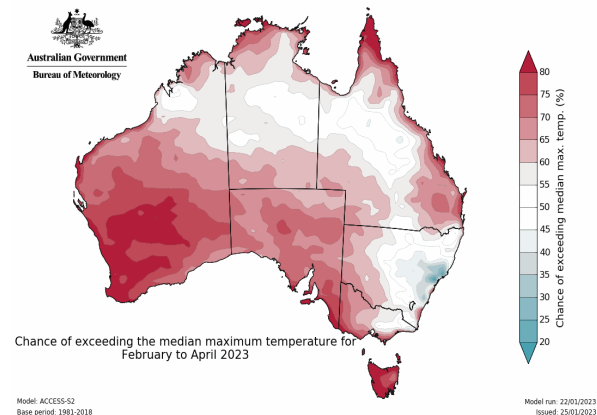 Australian Government
Bureau of Meteorology
80
75
70
65
60
55
50
45
40
35
30
25
20
Chance of exceeding median max. temp. (%)
Chance of exceeding the median maximum temperature for
February to April 2023
Model: ACCESS-S2
Base period: 1981-2018
Model run: 22/01/2023
Issued: 25/01/2023